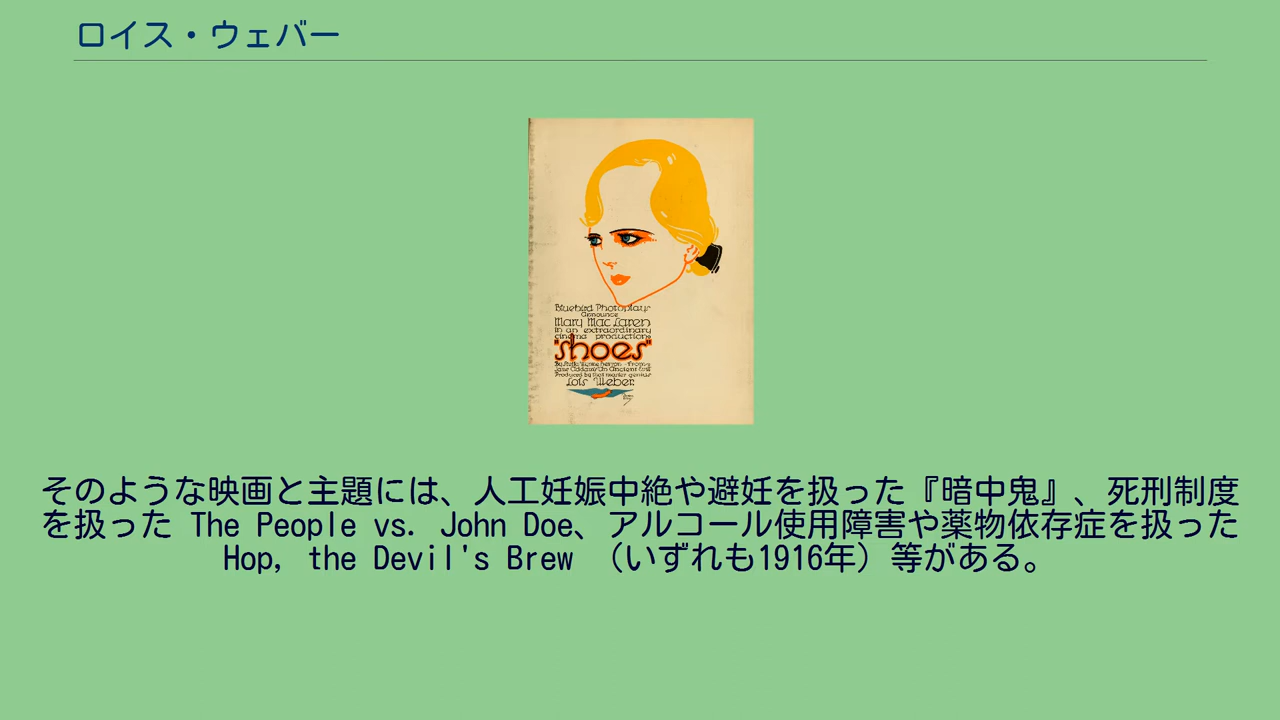 ロイス・ウェバー
Bluebird Photoplays
Announce
Mary Mac Laren
in an extraordinary
cinema production
"Shoes"
Lois Weber.
そのような映画と主題には、人工妊娠中絶や避妊を扱った『暗中鬼』、死刑制度
を扱った The People vs. John Doe、アルコール使用障害や薬物依存症を扱った
Hop, the Devil's Brew （いずれも1916年）等がある。